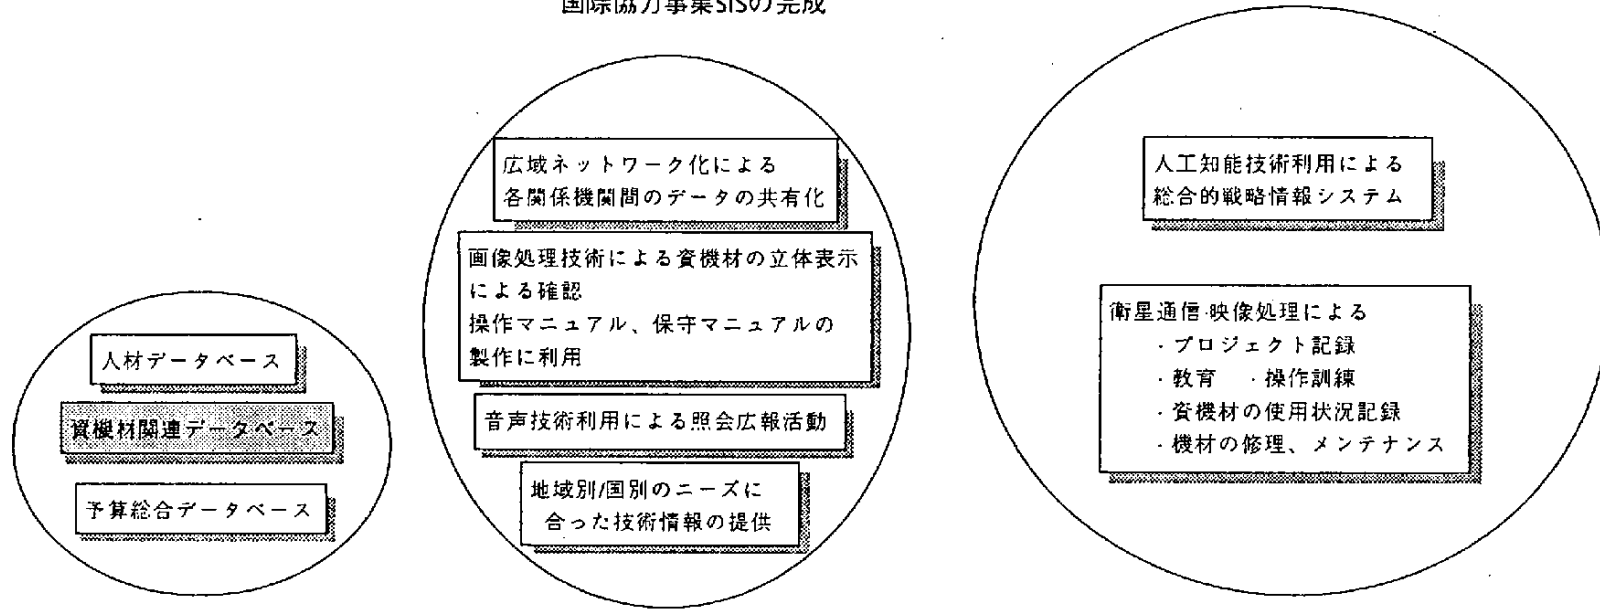 国際協力事業SISの完成
人材データベース
資機材関連データベース
予算総合データベース
広域ネットワーク化による
各関係機関間のデータの共有化
画像処理技術による資機材の立体表示
による確認
操作マニュアル、保守マニュアルの
製作に利用
音声技術利用による照会広報活動
地域別/国別のニーズに
合った技術情報の提供
人工知能技術利用による
総合的戦略情報システム
衛星通信·映像処理による
·プロジェクト記録
·教育 ·操作訓練
·資機材の使用状況記録
·機材の修理、メンテナンス